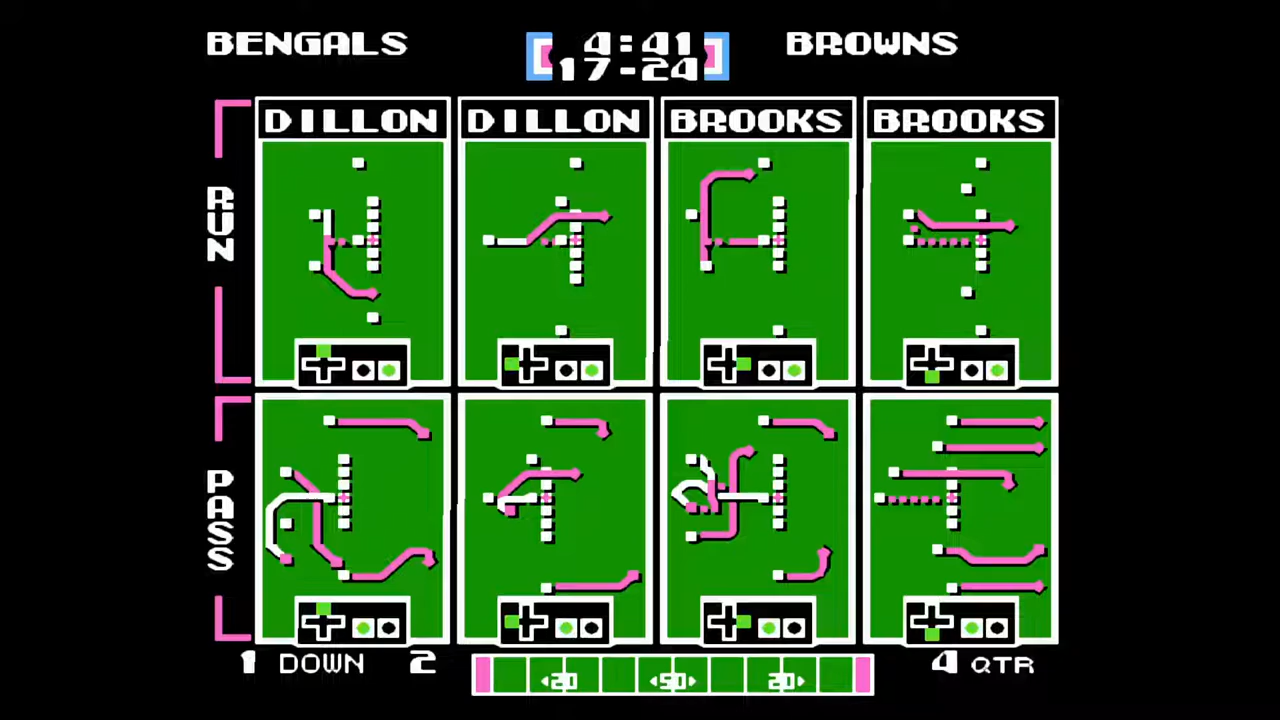 BENGALS 4:41 BROWNS
17-24
DILLON DILLON BROOKS BROOKS
RUN
PASS
1 DOWN 2 4 QTR
20 50 20